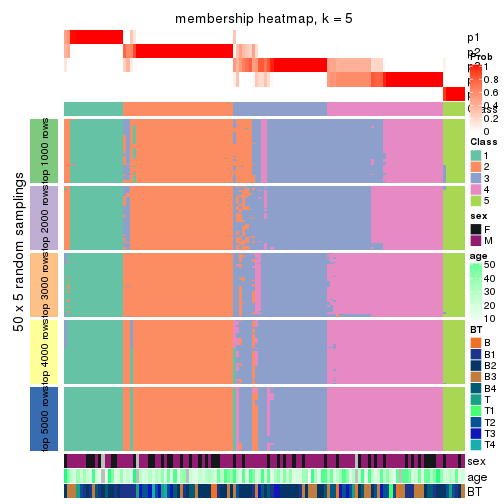 membership heatmap, k = 5
p1
p2
Prob
1
0.8
0.6
0.4
0.2
0
Class
1
2
3
4
5
sex
F
M
age
50
40
30
20
10
BT
B
B1
B2
B3
B4
T
T1
T2
T3
T4
50 x 5 random samplings
top 1000 rows
top 2000 rows
top 3000 rows
top 4000 rows
top 5000 rows
sex
age
BT